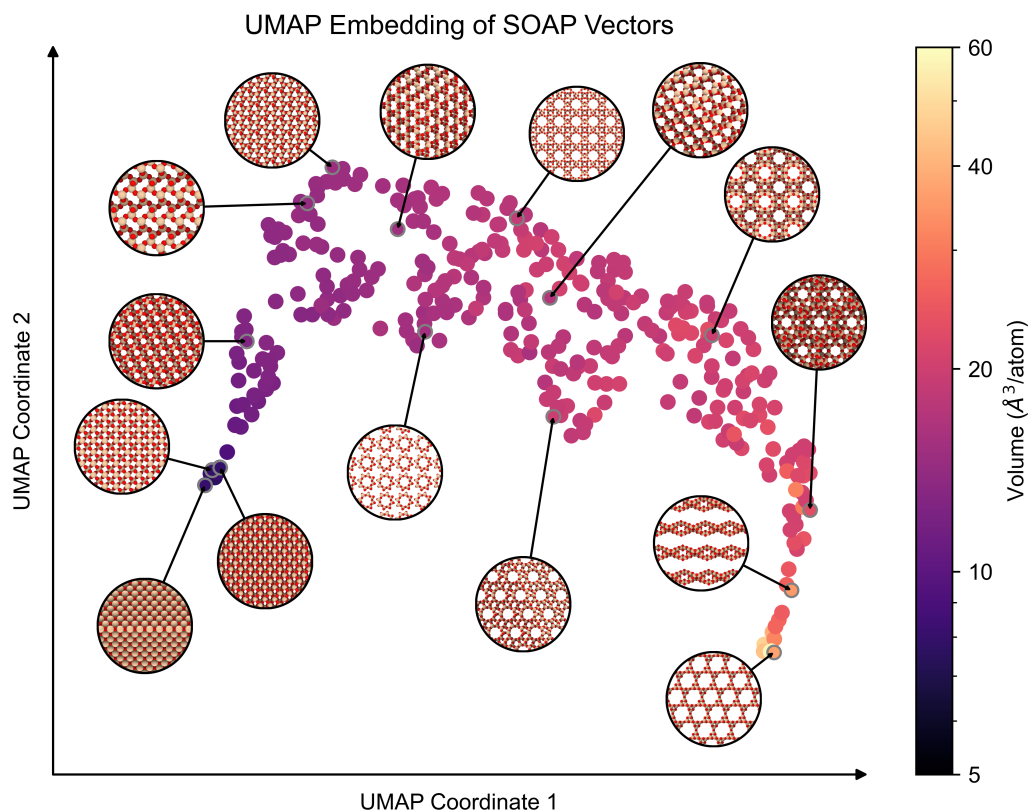 UMAP Embedding of SOAP Vectors
UMAP Coordinate 2
UMAP Coordinate 1
60
40
20
10
5
Volume (Å³/atom)